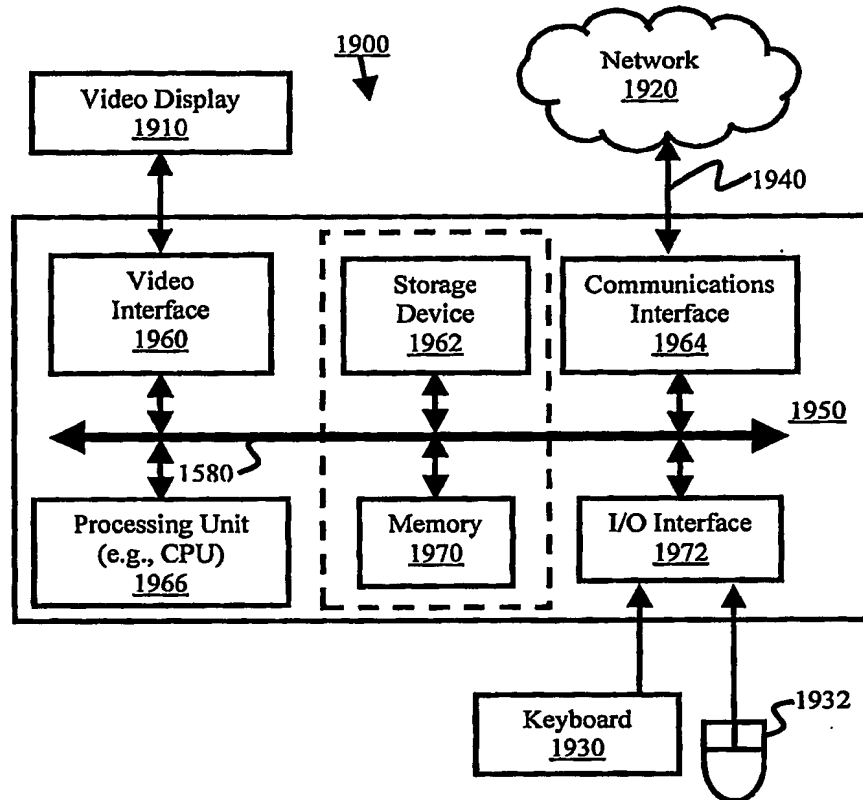 1900
Network
1920
Video Display
1910
1940
Video
Interface
1960
Storage
Device
1962
Communications
Interface
1964
1950
1580
Processing Unit
(e.g., CPU)
1966
Memory
1970
I/O Interface
1972
Keyboard
1930
1932